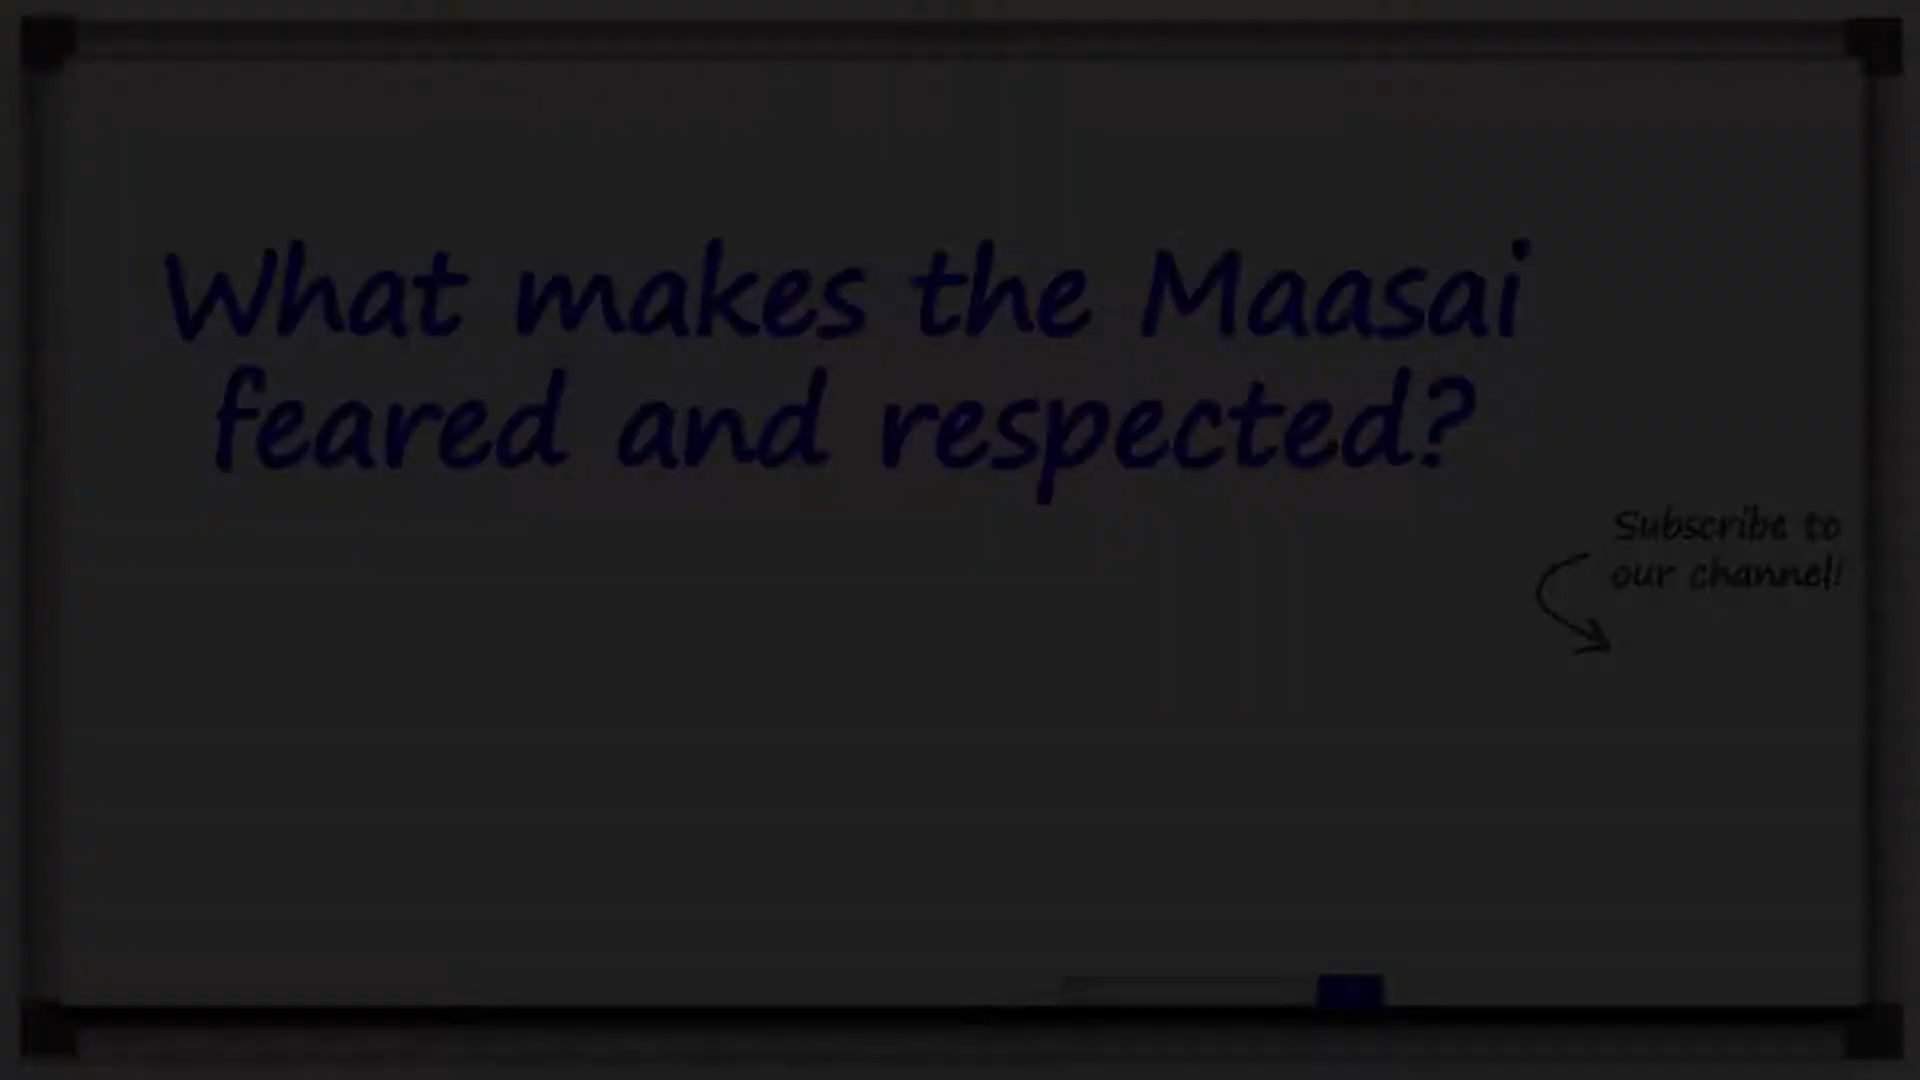 What makes the Maasai
feared and respected?
Subscribe to
our channel!